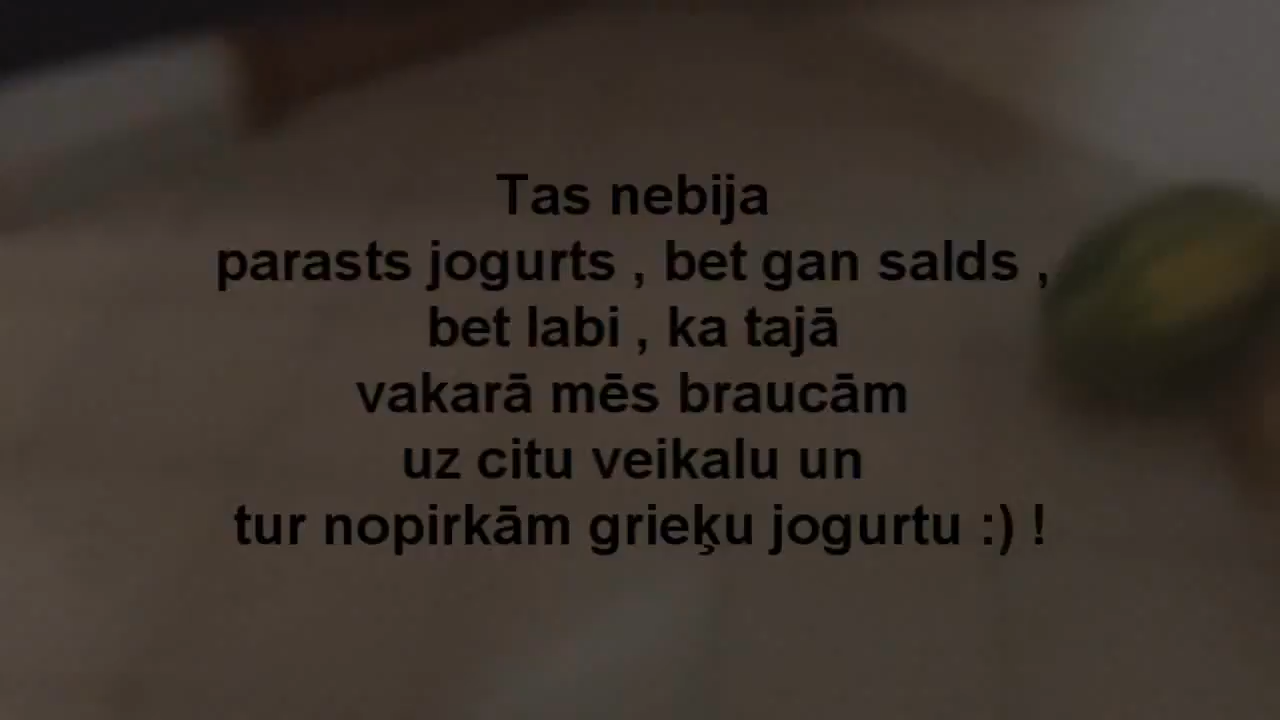 Tas nebija
parasts jogurts , bet gan salds ,
bet labi , ka tajā
vakarā mēs braucām
uz citu veikalu un
tur nopirkām grieķu jogurtu :) !